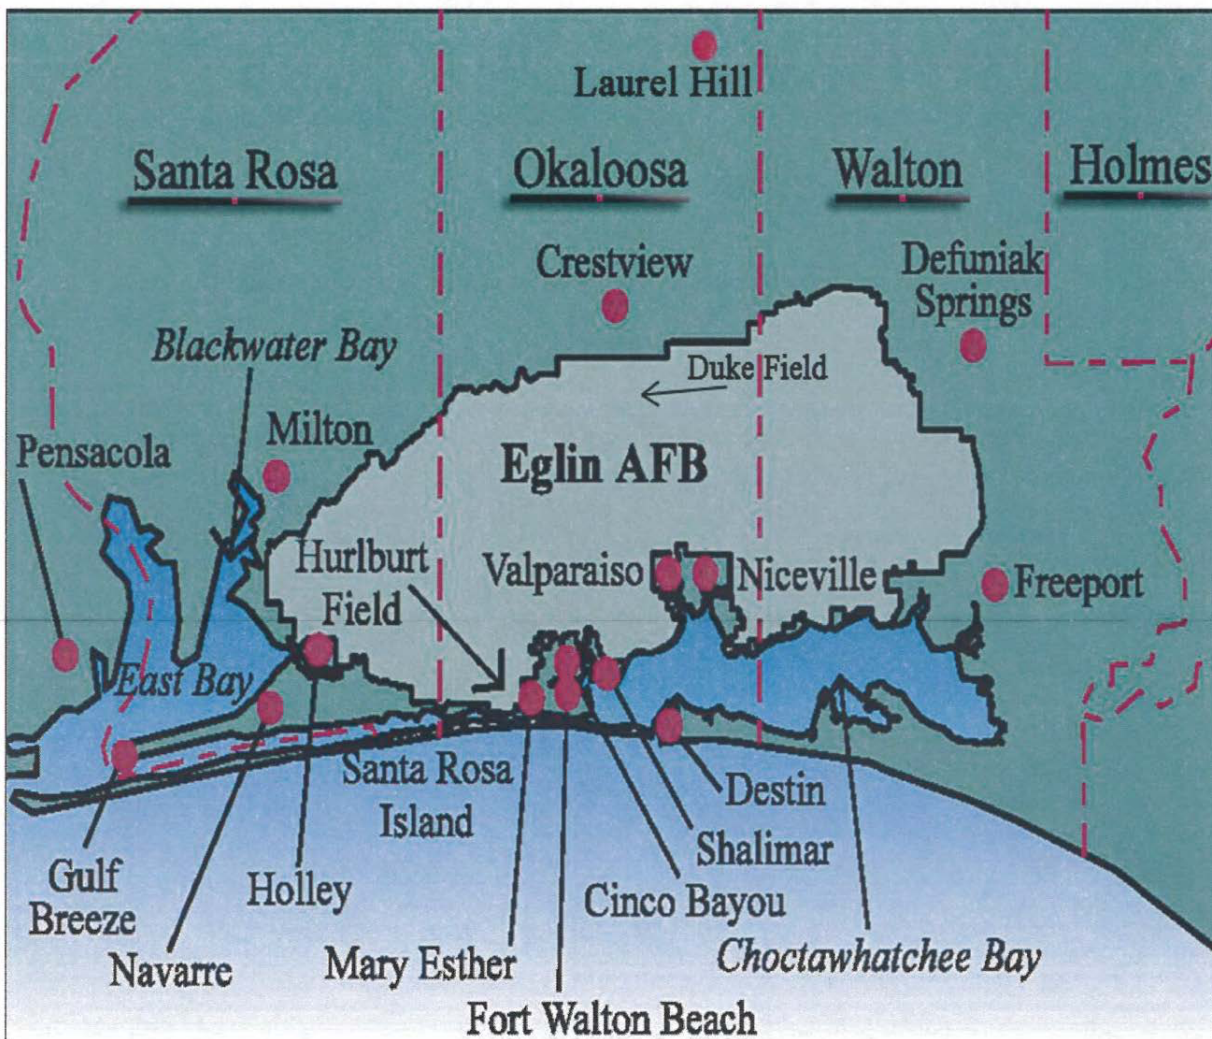 Laurel Hill
Santa Rosa
Okaloosa
Walton
Holmes
Crestview
Defuniak
Springs
Blackwater Bay
Duke Field
Milton
Pensacola
Eglin AFB
Hurlburt
Field
Valparaiso
Niceville
Freeport
East Bay
Santa Rosa
Island
Destin
Shalimar
Gulf
Breeze
Holley
Cinco Bayou
Navarre
Mary Esther
Choctawhatchee Bay
Fort Walton Beach